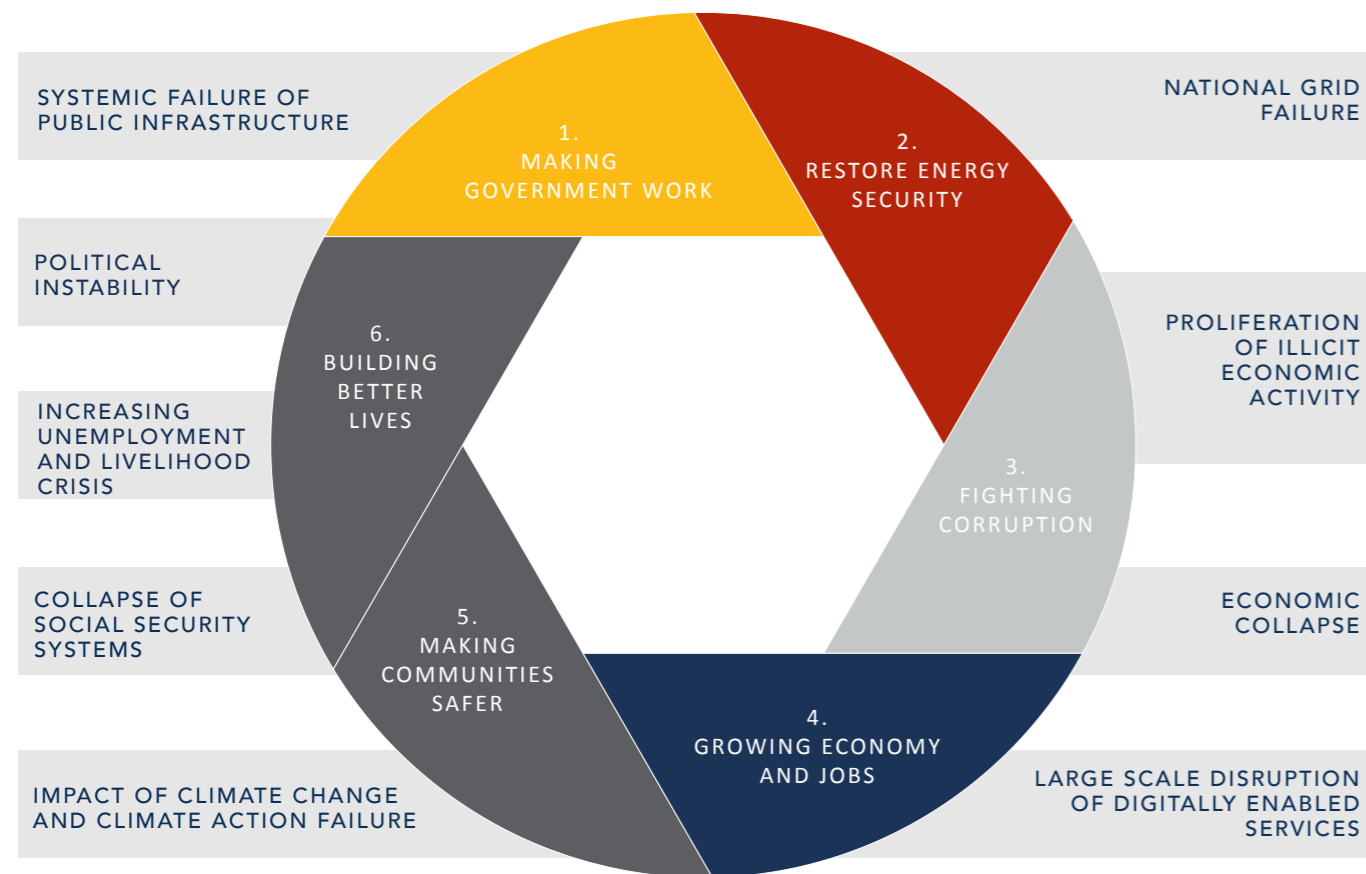 SYSTEMIC FAILURE OF
PUBLIC INFRASTRUCTURE
POLITICAL
INSTABILITY
INCREASING
UNEMPLOYMENT
AND LIVELIHOOD
CRISIS
COLLAPSE OF
SOCIAL SECURITY
SYSTEMS
IMPACT OF CLIMATE CHANGE
AND CLIMATE ACTION FAILURE
1.
MAKING
GOVERNMENT WORK
2.
RESTORE ENERGY
SECURITY
3.
FIGHTING
CORRUPTION
4.
GROWING ECONOMY
AND JOBS
5.
MAKING
COMMUNITIES
SAFER
6.
BUILDING
BETTER
LIVES
NATIONAL GRID
FAILURE
PROLIFERATION
OF ILLICIT
ECONOMIC
ACTIVITY
ECONOMIC
COLLAPSE
LARGE SCALE DISRUPTION
OF DIGITALLY ENABLED
SERVICES